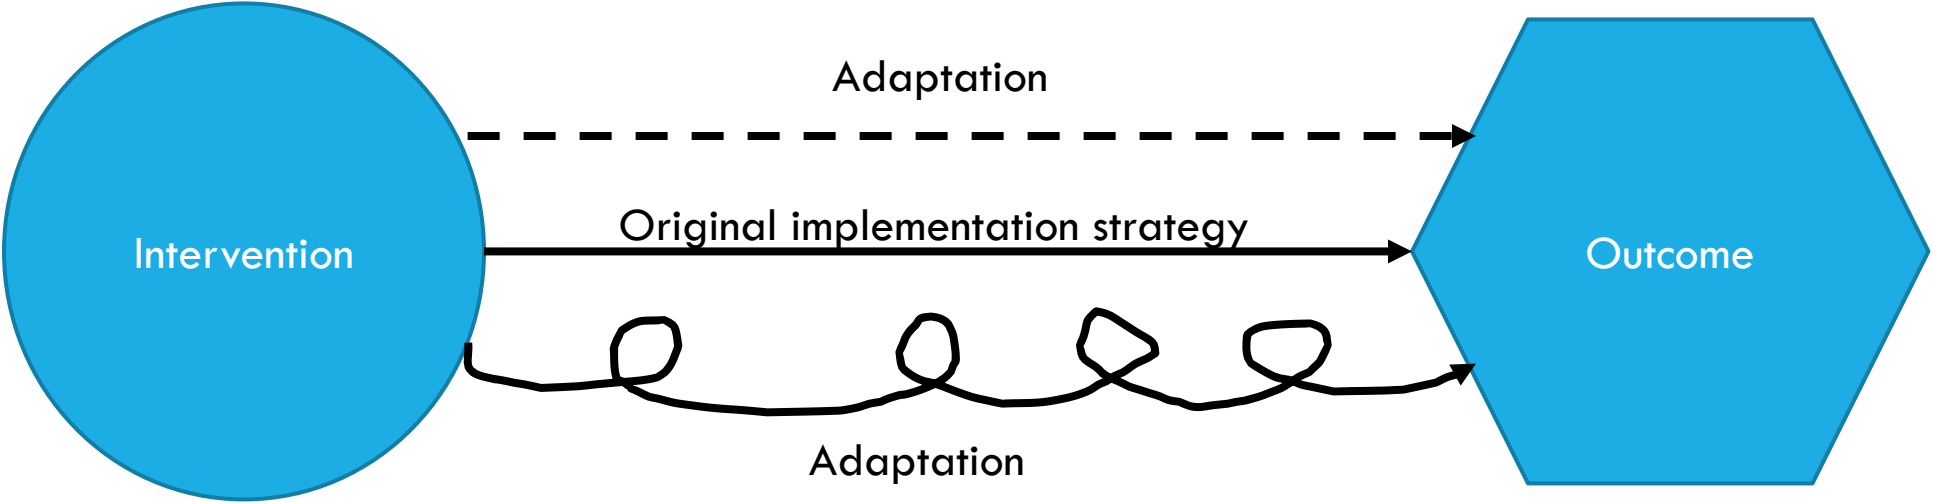 Adaptation
Original implementation strategy
Intervention
Outcome
Adaptation